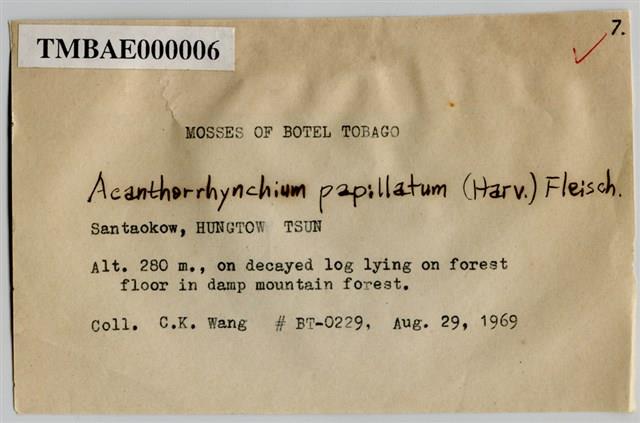 TMBAE000006
7.
MOSSES OF BOTEL TOBAGO
Acanthorrhynchium papillatum (Harv.) Fleisch.
Santaokow, HUNGTOW TSUN
Alt. 280 m., on decayed log lying on forest
floor in damp mountain forest.
Coll. C.K. Wang # BT-0229, Aug. 29, 1969